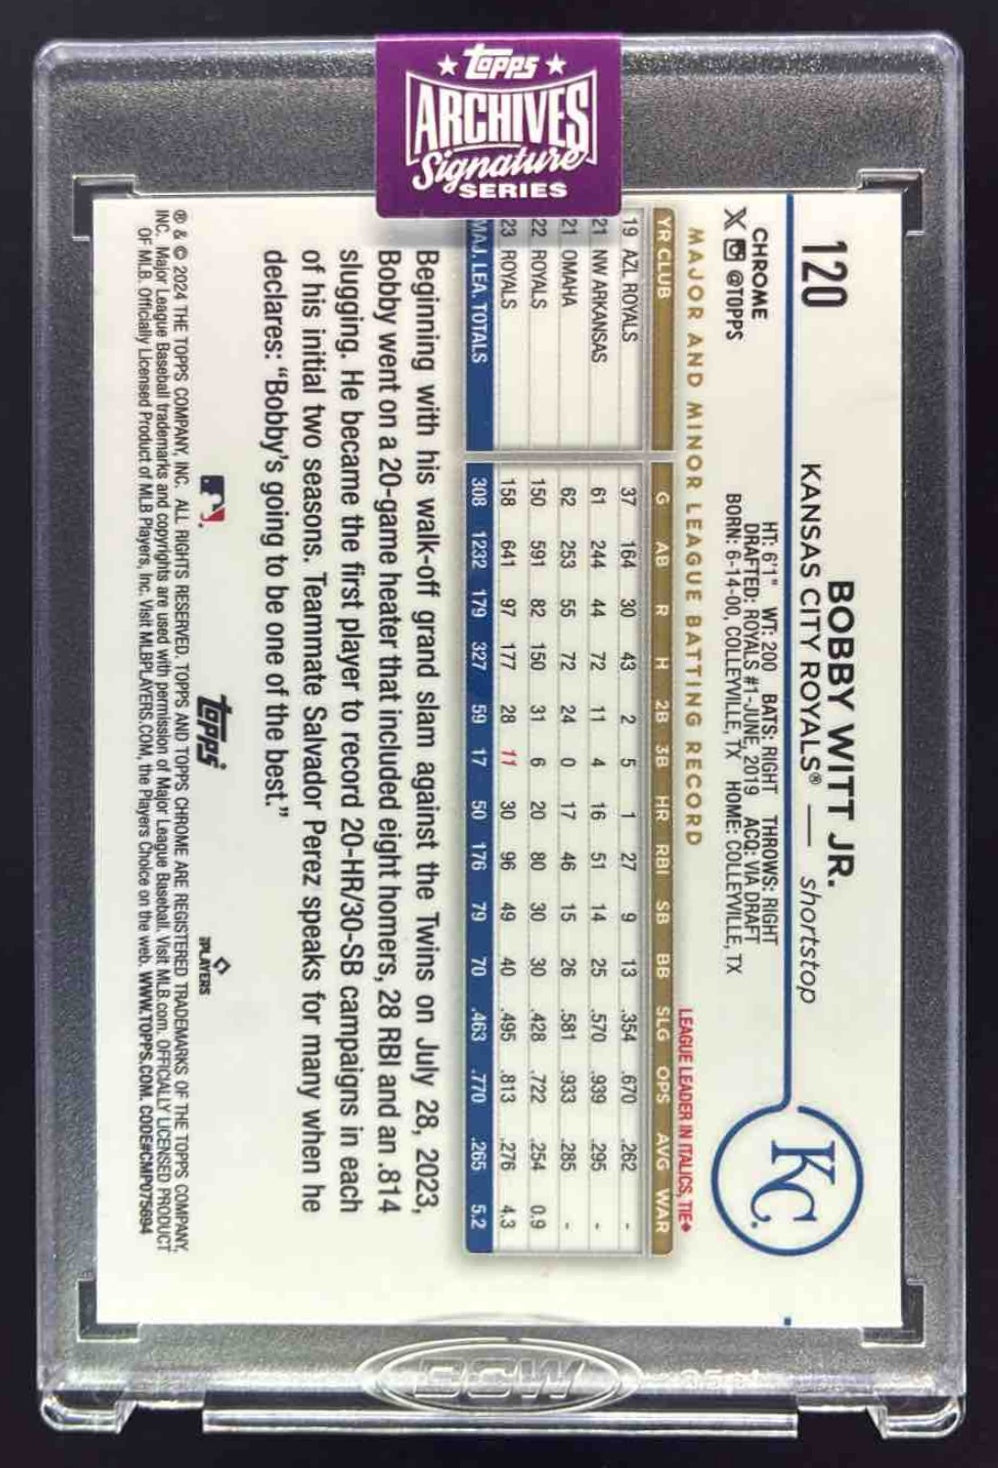 Topps
ARCHIVES
Signature
SERIES
120
BOBBY WITT JR.
KANSAS CITY ROYALS® — shortstop
KC
CHROME
@TOPPS
HT: 6'1" WT: 200 BATS: RIGHT THROWS: RIGHT
DRAFTED: ROYALS #1-JUNE, 2019 ACQ: VIA DRAFT
BORN: 6-14-00, COLLEYVILLE, TX HOME: COLLEYVILLE, TX
MAJOR AND MINOR LEAGUE BATTING RECORD
LEAGUE LEADER IN ITALICS, TIE♦
YR CLUB G AB R H 2B 3B HR RBI SB BB SLG OPS AVG WAR
19 AZL ROYALS 37 164 30 43 2 5 1 27 9 13 .354 .670 .262 -
21 NW ARKANSAS 61 244 44 72 11 4 16 51 14 25 .570 .939 .295 -
21 OMAHA 62 253 55 72 24 0 17 46 15 26 .581 .933 .285 -
22 ROYALS 150 591 82 150 31 6 20 80 30 30 .428 .722 .254 0.9
23 ROYALS 158 641 97 177 28 11 30 96 49 40 .495 .813 .276 4.3
MAJ. LEA. TOTALS 308 1232 179 327 59 17 50 176 79 70 .463 .770 .265 5.2
Beginning with his walk-off grand slam against the Twins on July 28, 2023,
Bobby went on a 20-game heater that included eight homers, 28 RBI and an .814
slugging. He became the first player to record 20-HR/30-SB campaigns in each
of his initial two seasons. Teammate Salvador Perez speaks for many when he
declares: “Bobby's going to be one of the best.”
Topps
PLAYERS
® & © 2024 THE TOPPS COMPANY, INC. ALL RIGHTS RESERVED. TOPPS AND TOPPS CHROME ARE REGISTERED TRADEMARKS OF THE TOPPS COMPANY,
INC. Major League Baseball trademarks and copyrights are used with permission of Major League Baseball. Visit MLB.com. OFFICIALLY LICENSED PRODUCT
OF MLB. Officially Licensed Product of MLB Players, Inc. Visit MLBPLAYERS.COM, the Players Choice on the web. WWW.TOPPS.COM. CODE#CMP075694
BCW